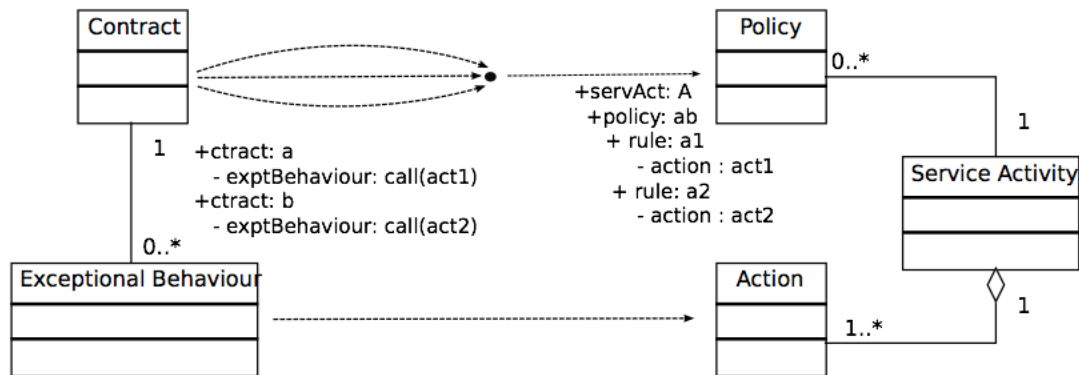 Contract
Policy
0..*
+servAct: A
+policy: ab
+ rule: a1
- action : act1
+ rule: a2
- action : act2
1
1
+ctract: a
- exptBehaviour: call(act1)
+ctract: b
- exptBehaviour: call(act2)
Service Activity
0..*
Exceptional Behaviour
Action
1
1..*